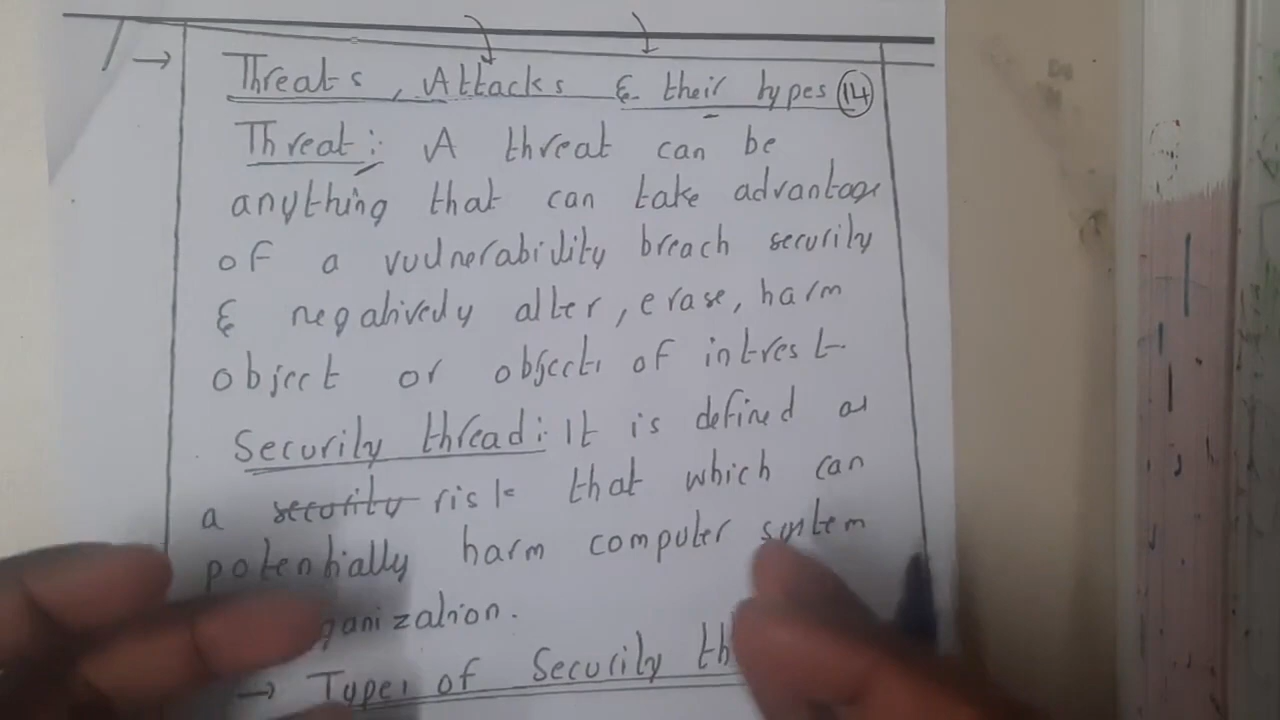 → Threats, Attacks & their types 14
Threat: A threat can be
anything that can take advantage
of a vulnerability breach security
& negatively alter, erase, harm
object or objects of intrest
Security thread: It is defined as
a security risk that which can
potentially harm computer system
ganization.
→ Types of Security th